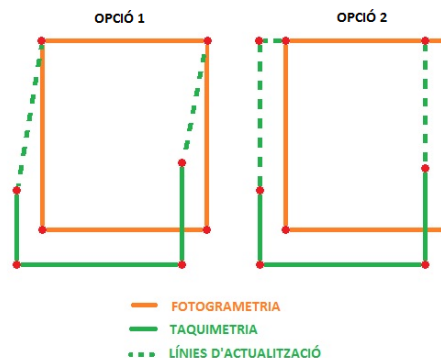 OPCIÓ 1
OPCIÓ 2
FOTOGRAMETRIA
TAQUIMETRIA
LÍNIES D'ACTUALITZACIÓ